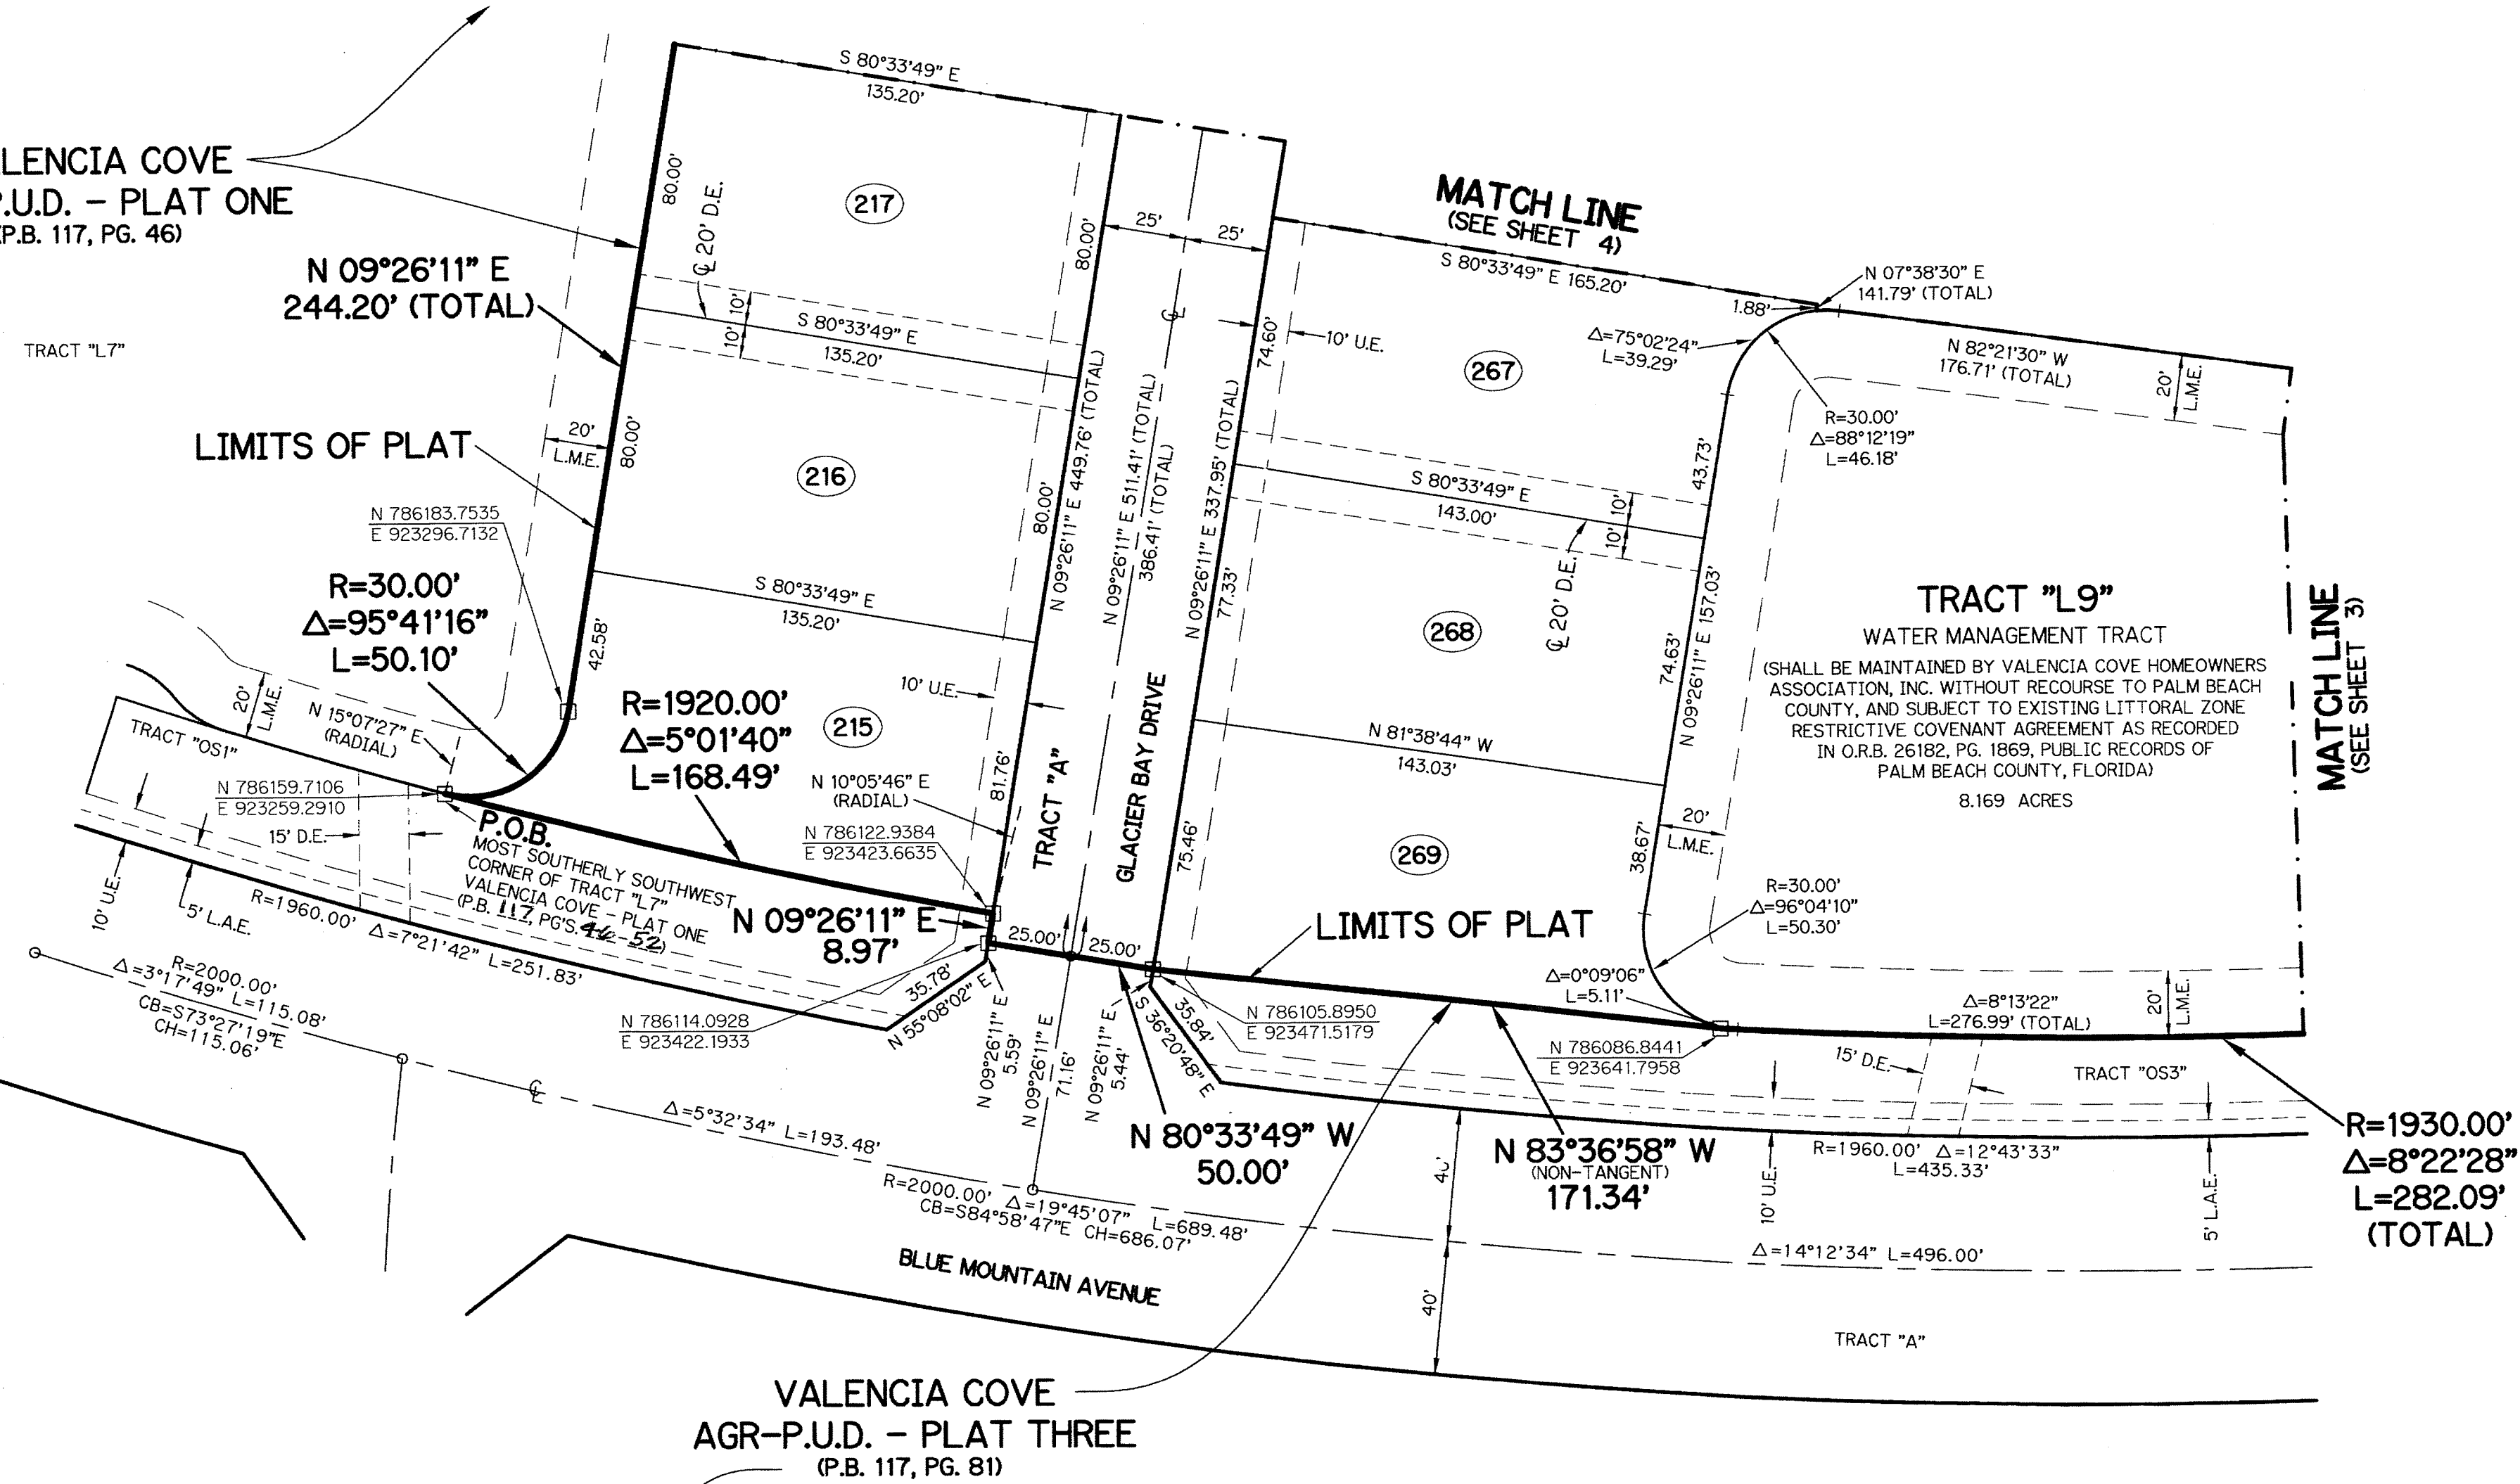 LENCIA COVE
P.U.D. – PLAT ONE
(P.B. 117, PG. 46)
N 09°26'11" E
244.20' (TOTAL)
TRACT "L7"
LIMITS OF PLAT
20'
L.M.E.
N 786183.7535
E 923296.7132
R=30.00'
Δ=95°41'16"
L=50.10'
S 80°33'49" E
135.20'
80.00'
217
80.00'
℄ 20' D.E.
10'
10'
S 80°33'49" E
135.20'
80.00'
216
80.00'
S 80°33'49" E
135.20'
42.58'
10' U.E.
215
81.76'
R=1920.00'
Δ=5°01'40"
L=168.49'
N 10°05'46" E
(RADIAL)
N 786122.9384
E 923423.6635
20'
L.M.E.
N 15°07'27" E
(RADIAL)
TRACT "OS1"
N 786159.7106
E 923259.2910
15' D.E.
P.O.B.
MOST SOUTHERLY SOUTHWEST
CORNER OF TRACT "L7"
VALENCIA COVE – PLAT ONE
(P.B. 117, PG'S. 46-52)
10' U.E.
5' L.A.E.
R=1960.00' Δ=7°21'42" L=251.83'
R=2000.00'
Δ=3°17'49" L=115.08'
CB=S73°27'19"E
CH=115.06'
N 09°26'11" E
8.97'
35.78'
N 55°08'02" E
N 786114.0928
E 923422.1933
N 09°26'11" E
5.59'
N 09°26'11" E
71.16'
N 09°26'11" E
5.44'
25.00'
25.00'
25'
25'
℄
N 09°26'11" E 449.76' (TOTAL)
N 09°26'11" E 511.41' (TOTAL)
386.41' (TOTAL)
N 09°26'11" E 337.95' (TOTAL)
TRACT "A"
GLACIER BAY DRIVE
MATCH LINE
(SEE SHEET 4)
S 80°33'49" E 165.20'
1.88'
N 07°38'30" E
141.79' (TOTAL)
10' U.E.
74.60'
267
Δ=75°02'24"
L=39.29'
N 82°21'30" W
176.71' (TOTAL)
20'
L.M.E.
R=30.00'
Δ=88°12'19"
L=46.18'
43.73'
S 80°33'49" E
143.00'
10'
10'
℄ 20' D.E.
77.33'
268
74.63'
N 09°26'11" E 157.03'
N 81°38'44" W
143.03'
75.46'
269
38.67'
20'
L.M.E.
TRACT "L9"
WATER MANAGEMENT TRACT
(SHALL BE MAINTAINED BY VALENCIA COVE HOMEOWNERS
ASSOCIATION, INC. WITHOUT RECOURSE TO PALM BEACH
COUNTY, AND SUBJECT TO EXISTING LITTORAL ZONE
RESTRICTIVE COVENANT AGREEMENT AS RECORDED
IN O.R.B. 26182, PG. 1869, PUBLIC RECORDS OF
PALM BEACH COUNTY, FLORIDA)
8.169 ACRES
MATCH LINE
(SEE SHEET 3)
R=30.00'
Δ=96°04'10"
L=50.30'
LIMITS OF PLAT
Δ=0°09'06"
L=5.11'
N 786105.8950
E 923471.5179
35.84'
S 36°20'48" E
N 786086.8441
E 923641.7958
Δ=8°13'22"
L=276.99' (TOTAL)
20'
L.M.E.
15' D.E.
TRACT "OS3"
N 80°33'49" W
50.00'
N 83°36'58" W
(NON-TANGENT)
171.34'
R=1930.00'
Δ=8°22'28"
L=282.09'
(TOTAL)
R=1960.00' Δ=12°43'33"
L=435.33'
10' U.E.
5' L.A.E.
℄
Δ=5°32'34" L=193.48'
R=2000.00' Δ=19°45'07" L=689.48'
CB=S84°58'47"E CH=686.07'
40'
40'
Δ=14°12'34" L=496.00'
BLUE MOUNTAIN AVENUE
TRACT "A"
VALENCIA COVE
AGR–P.U.D. – PLAT THREE
(P.B. 117, PG. 81)